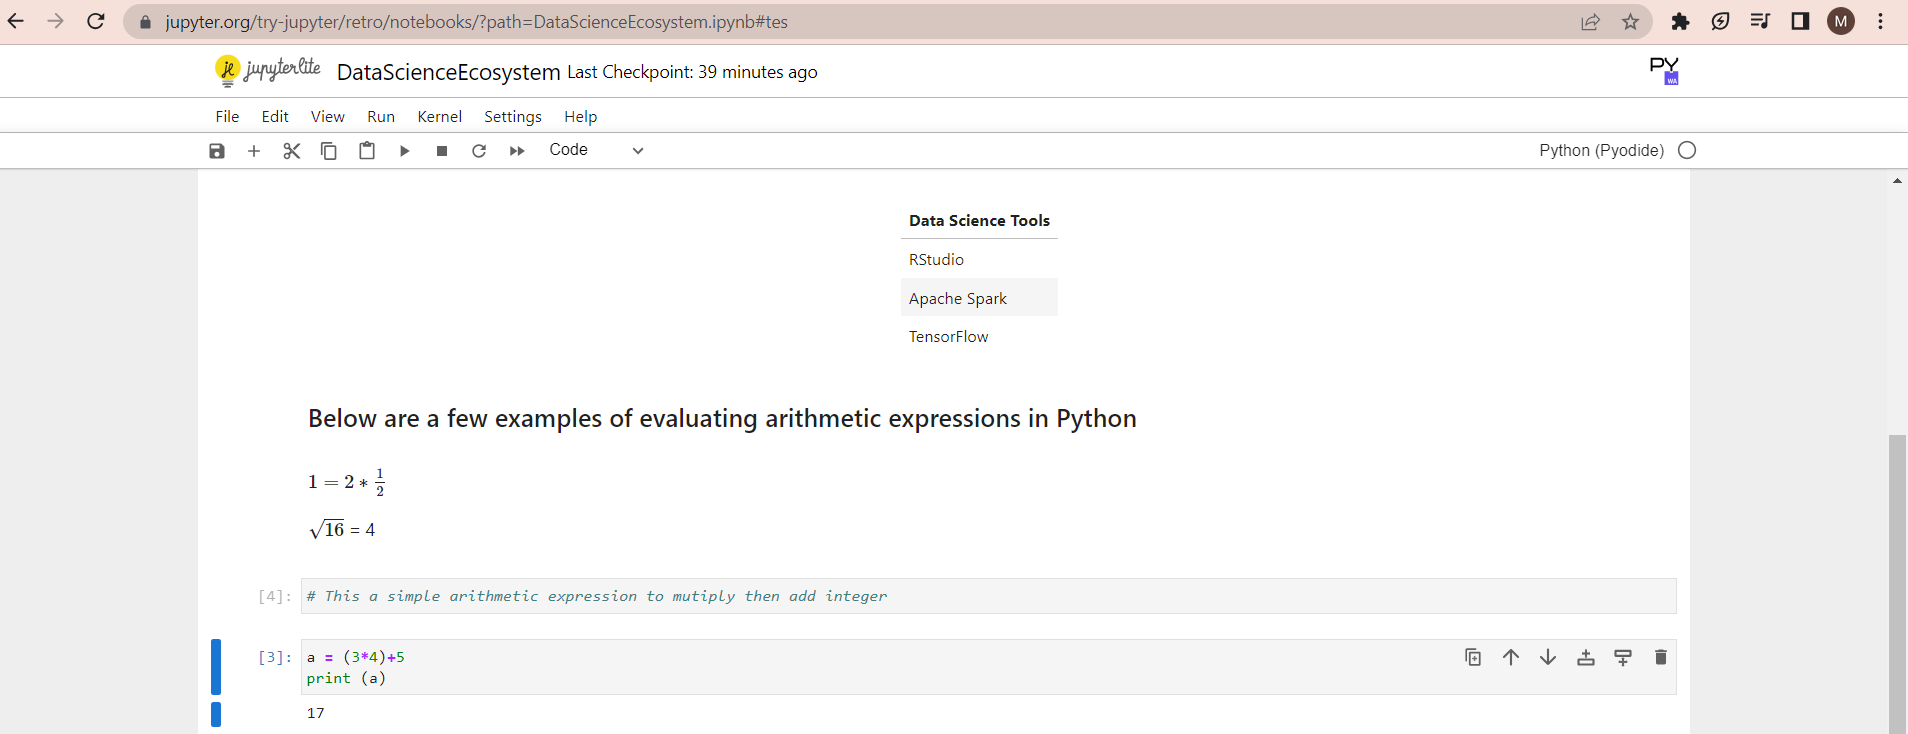 jupyter.org/try-jupyter/retro/notebooks/?path=DataScienceEcosystem.ipynb#tes
M
je jupyterlite DataScienceEcosystem Last Checkpoint: 39 minutes ago
PY
WA
File Edit View Run Kernel Settings Help
Code
Python (Pyodide)
Data Science Tools
RStudio
Apache Spark
TensorFlow
Below are a few examples of evaluating arithmetic expressions in Python
1 = 2 ∗ 1/2
√16 = 4
[4]: # This a simple arithmetic expression to mutiply then add integer
[3]: a = (3*4)+5
print (a)
17